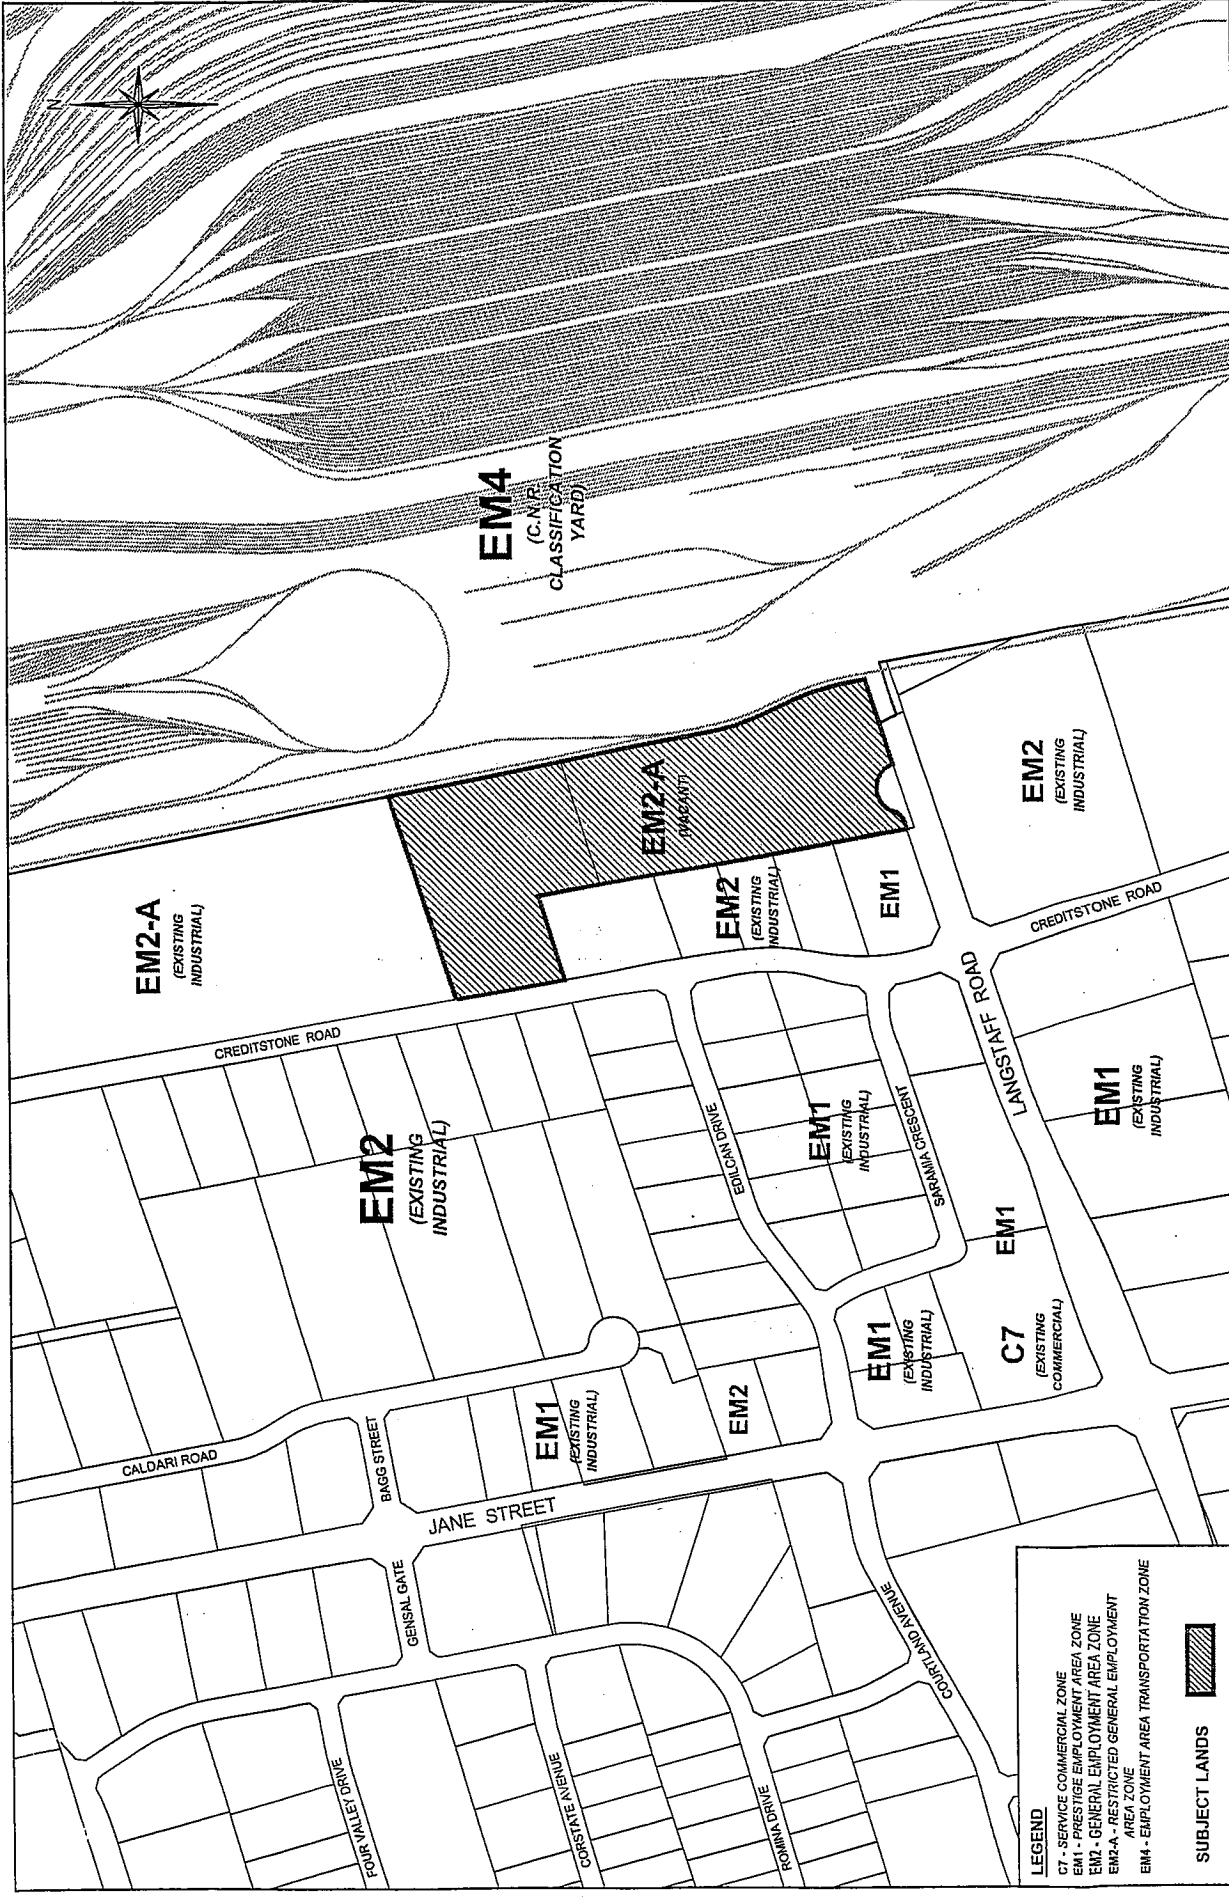 N
EM4
(C.N.R.
CLASSIFICATION
YARD)
EM2-A
(EXISTING
INDUSTRIAL)
EM2-A
(VACANT)
EM2
(EXISTING
INDUSTRIAL)
EM1
EM2
(EXISTING
INDUSTRIAL)
CREDITSTONE ROAD
CREDITSTONE ROAD
LANGSTAFF ROAD
EM2
(EXISTING
INDUSTRIAL)
EDILCAN DRIVE
EM1
(EXISTING
INDUSTRIAL)
SARAMIA CRESCENT
EM1
(EXISTING
INDUSTRIAL)
EM1
EM1
(EXISTING
INDUSTRIAL)
C7
(EXISTING
COMMERCIAL)
EM1
(EXISTING
INDUSTRIAL)
EM2
CALDARI ROAD
BAGG STREET
JANE STREET
GENSAL GATE
FOUR VALLEY DRIVE
CORSTATE AVENUE
ROMINA DRIVE
COURTLAND AVENUE
LEGEND
C7 - SERVICE COMMERCIAL ZONE
EM1 - PRESTIGE EMPLOYMENT AREA ZONE
EM2 - GENERAL EMPLOYMENT AREA ZONE
EM2-A - RESTRICTED GENERAL EMPLOYMENT
AREA ZONE
EM4 - EMPLOYMENT AREA TRANSPORTATION ZONE
SUBJECT LANDS